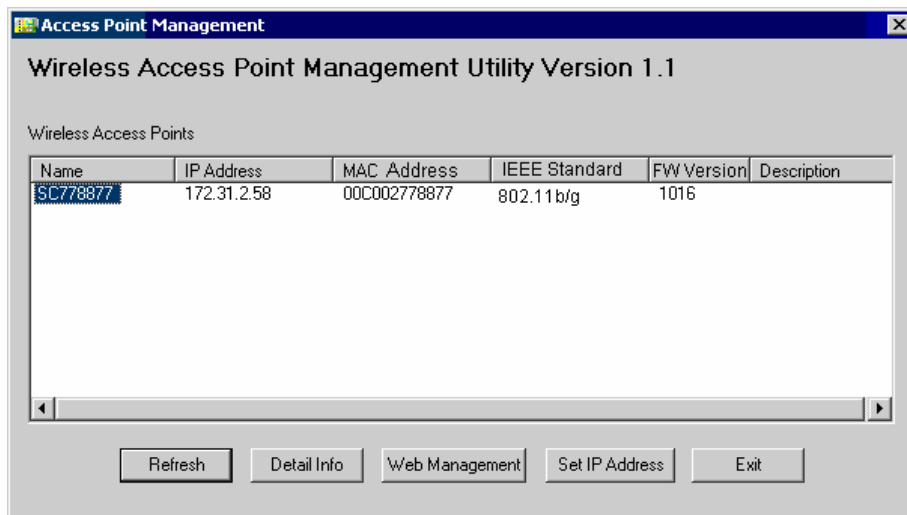 Access Point Management
Wireless Access Point Management Utility Version 1.1
Wireless Access Points
Name IP Address MAC Address IEEE Standard FW Version Description
SC778877 172.31.2.58 00C002778877 802.11b/g 1016
Refresh Detail Info Web Management Set IP Address Exit